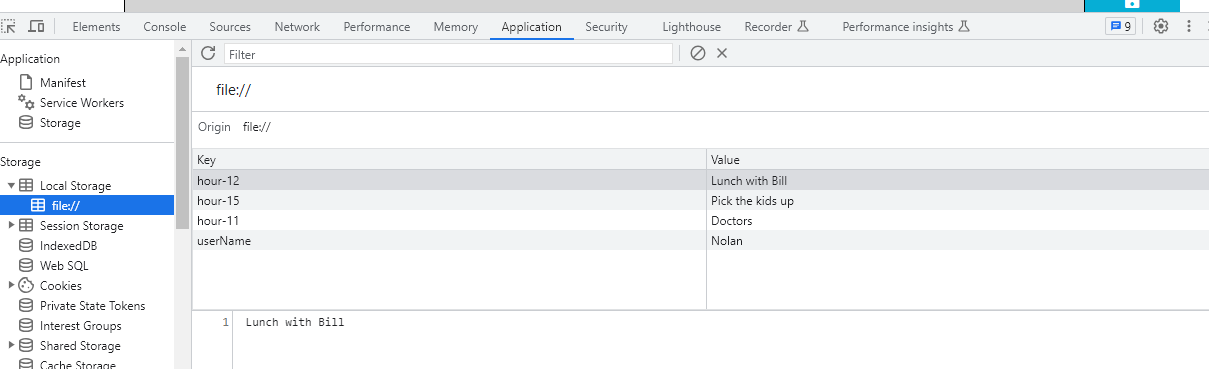 Elements Console Sources Network Performance Memory Application Security Lighthouse Recorder Performance insights 9
Application
Manifest
Service Workers
Storage
Storage
Local Storage
file://
Session Storage
IndexedDB
Web SQL
Cookies
Private State Tokens
Interest Groups
Shared Storage
Cache Storage
Filter
file://
Origin file://
Key Value
hour-12 Lunch with Bill
hour-15 Pick the kids up
hour-11 Doctors
userName Nolan
1 Lunch with Bill